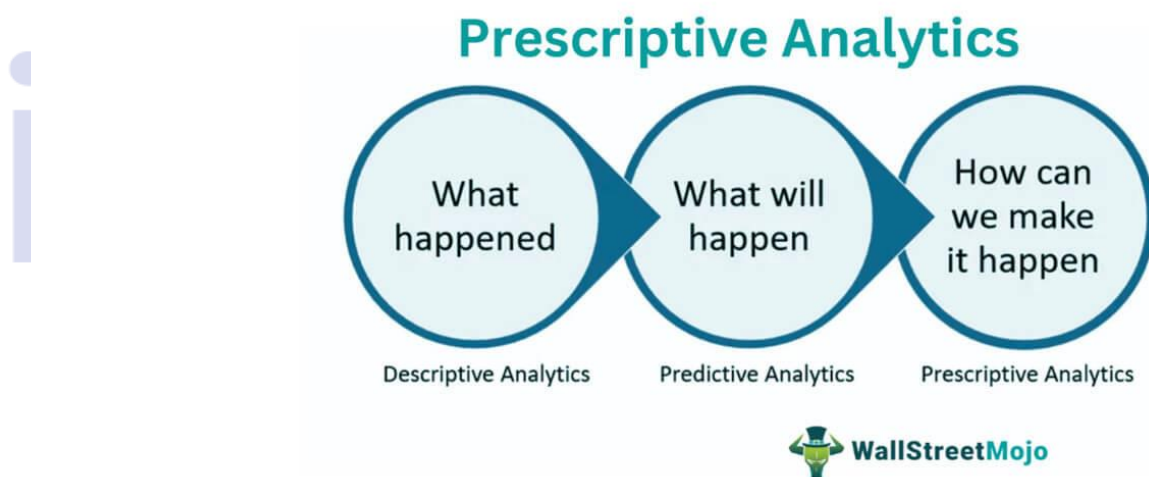 Prescriptive Analytics
What
happened
What will
happen
How can
we make
it happen
Descriptive Analytics
Predictive Analytics
Prescriptive Analytics
WallStreetMojo